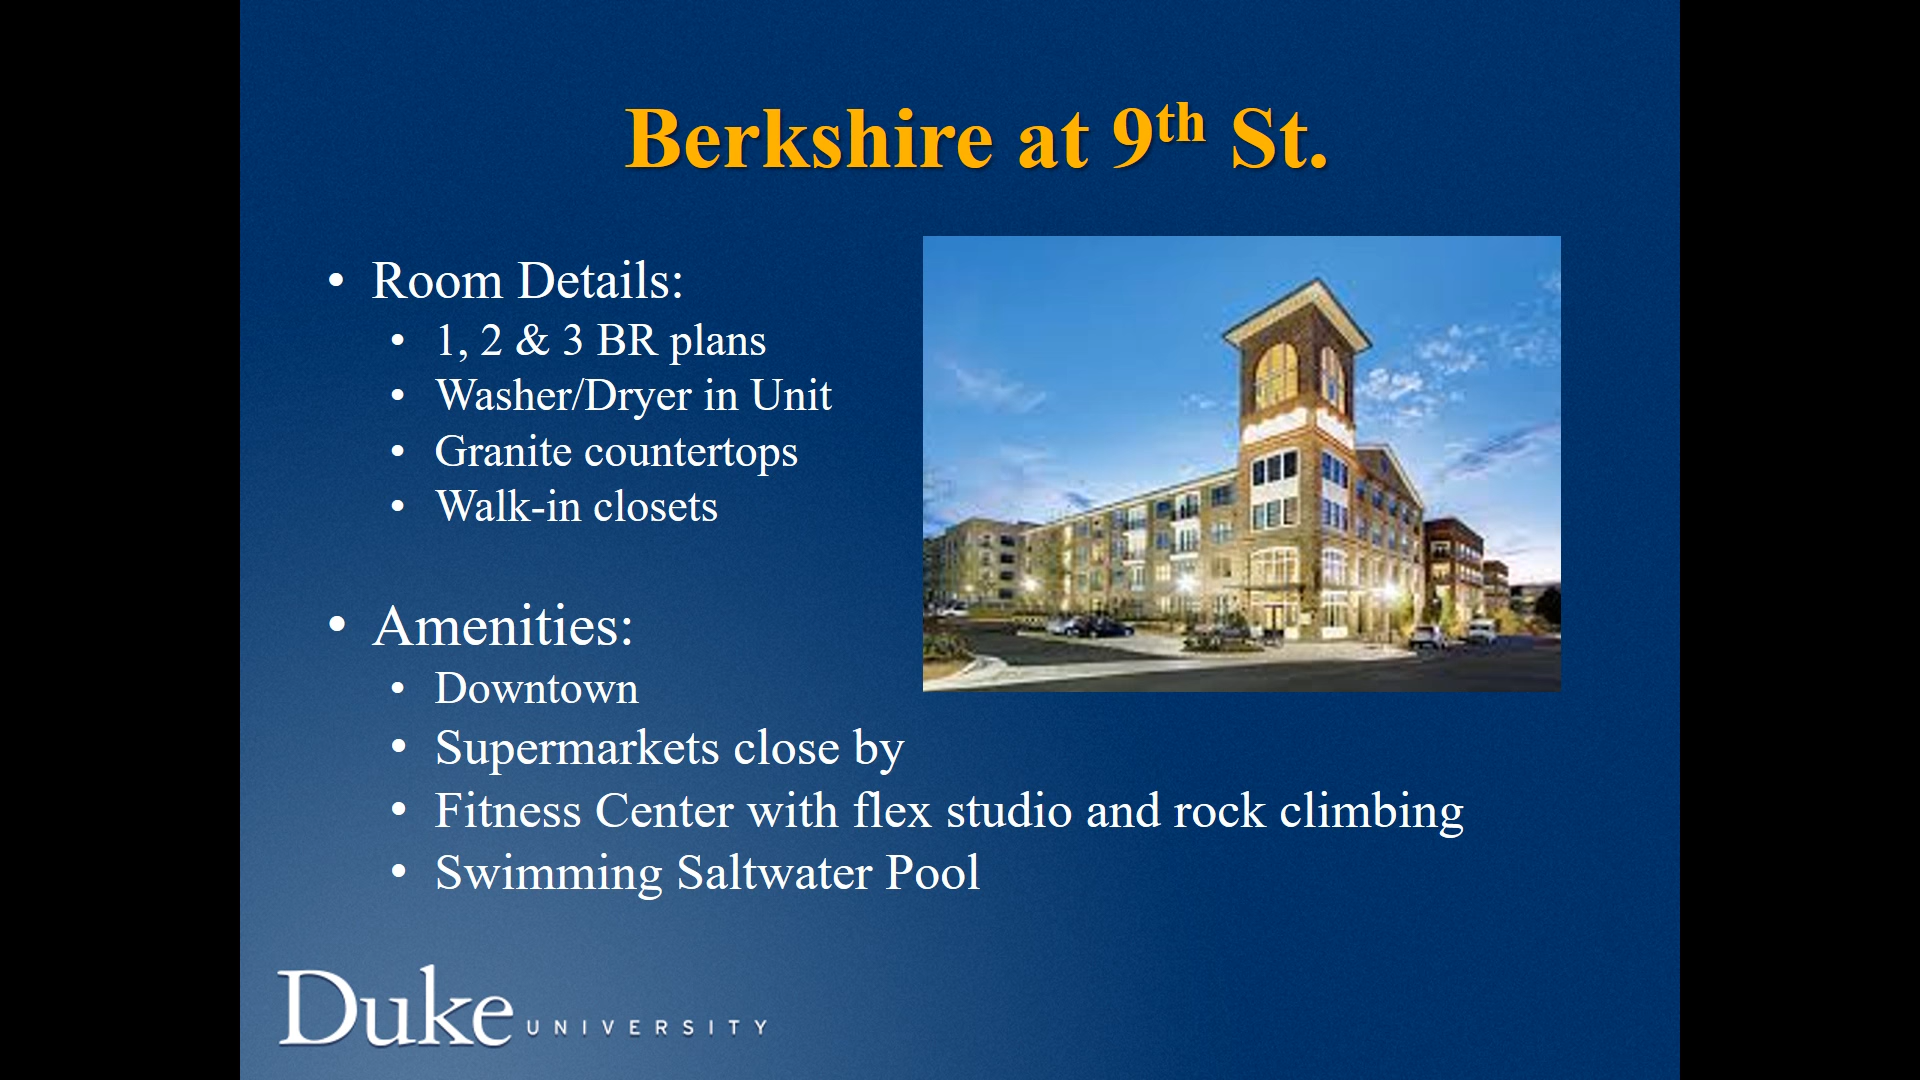 Berkshire at 9th St.
• Room Details:
• 1, 2 & 3 BR plans
• Washer/Dryer in Unit
• Granite countertops
• Walk-in closets
• Amenities:
• Downtown
• Supermarkets close by
• Fitness Center with flex studio and rock climbing
• Swimming Saltwater Pool
Duke UNIVERSITY